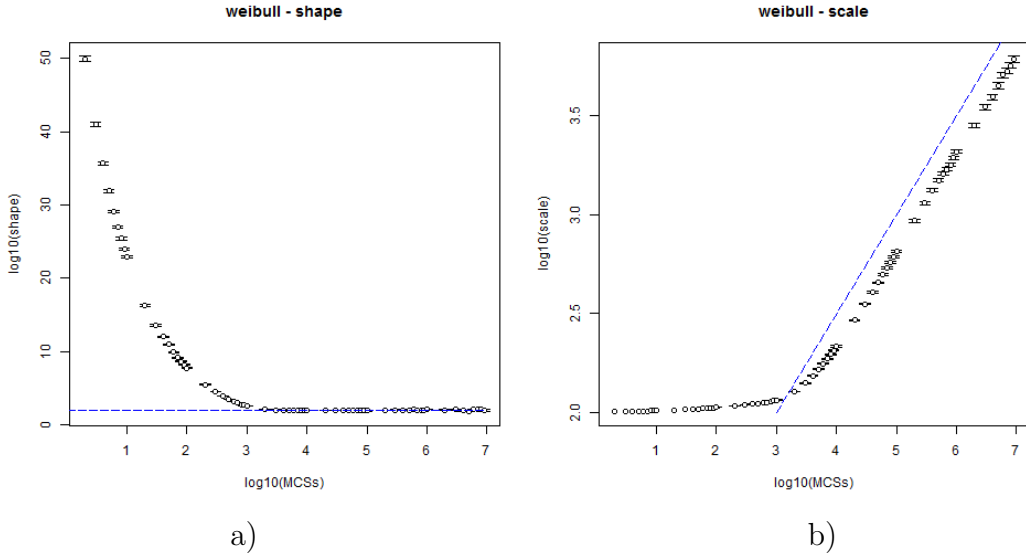 weibull - shape
50
40
30
20
10
0
log10(shape)
1 2 3 4 5 6 7
log10(MCSs)
a)
weibull - scale
3.5
3.0
2.5
2.0
log10(scale)
1 2 3 4 5 6 7
log10(MCSs)
b)